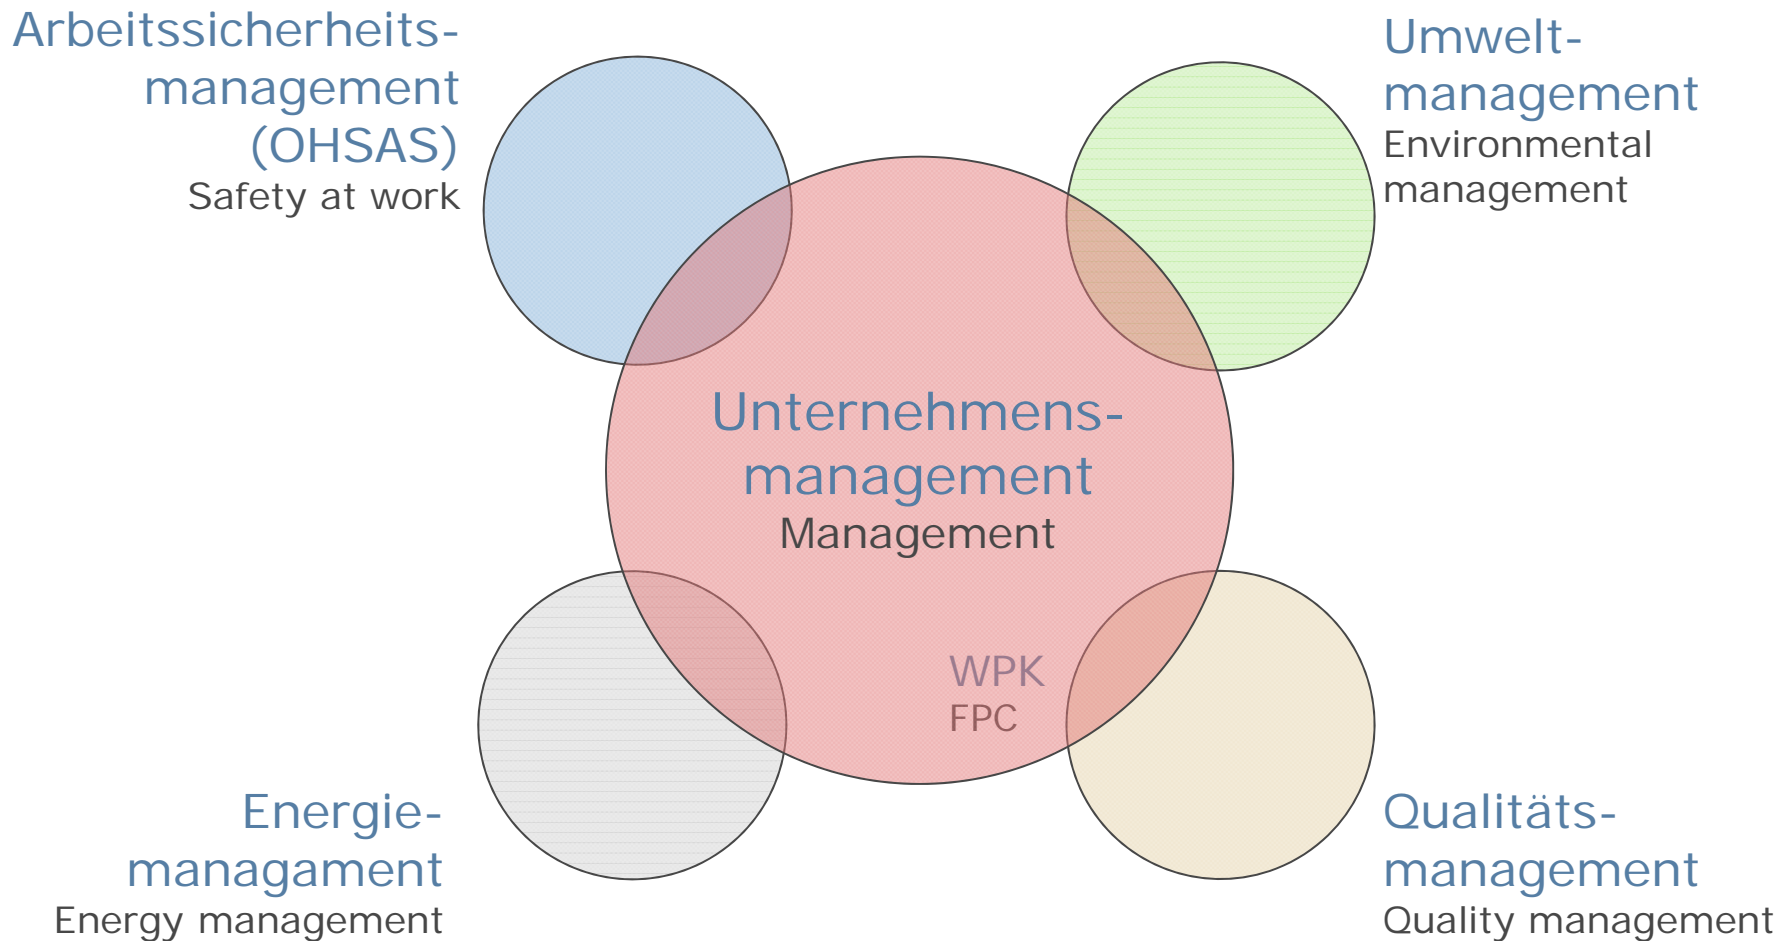 Arbeitssicherheits-
management
(OHSAS)
Safety at work
Umwelt-
management
Environmental
management
Unternehmens-
management
Management
WPK
FPC
Energie-
managament
Energy management
Qualitäts-
management
Quality management